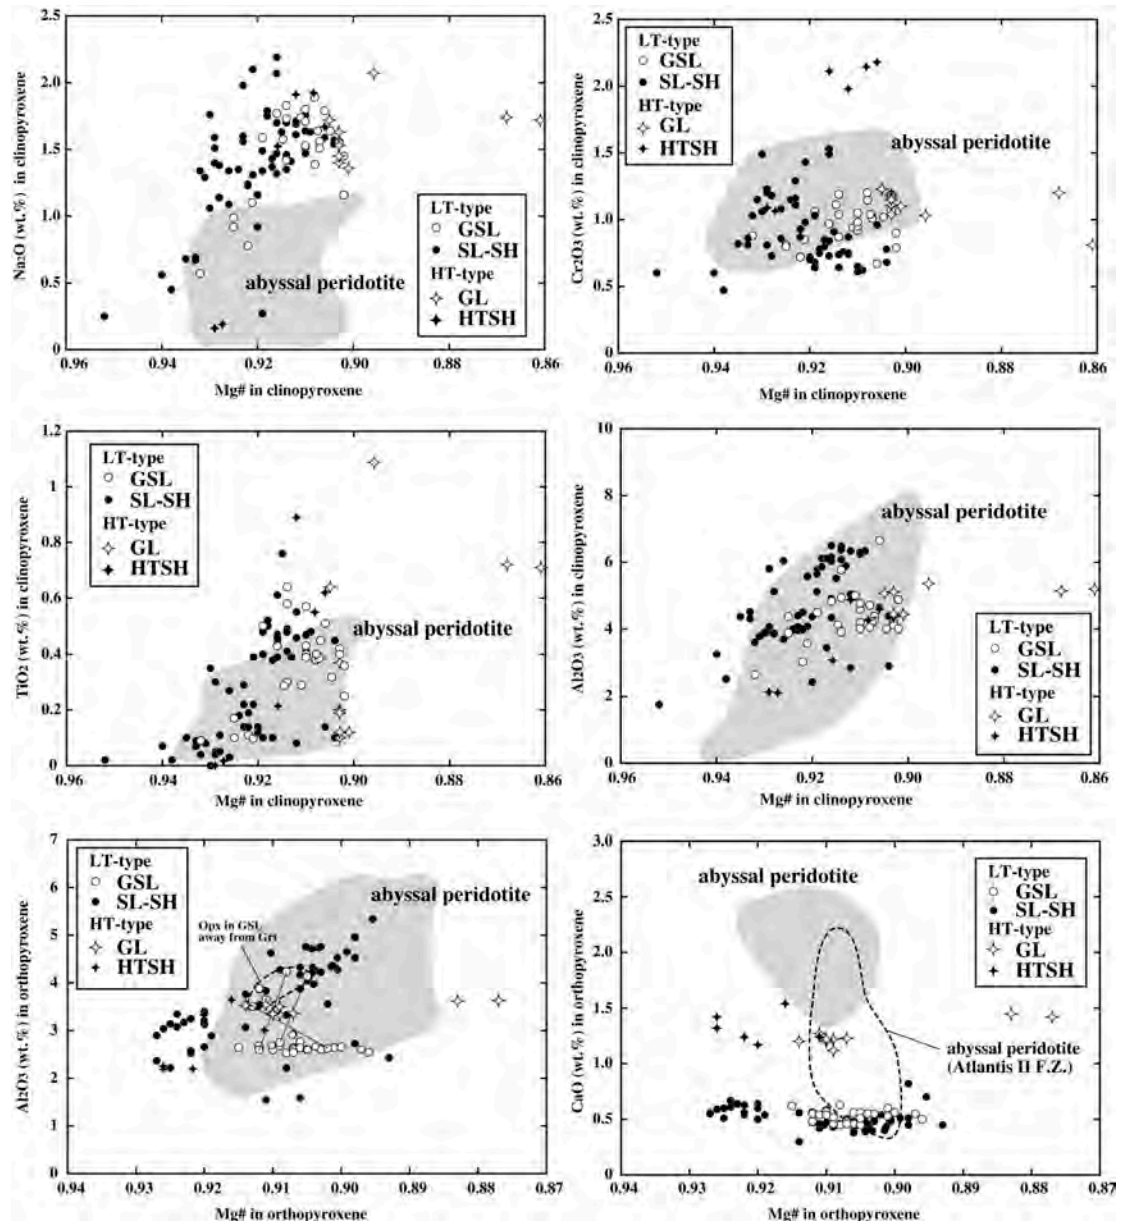 2.5
2.0
1.5
1.0
0.5
0
Na2O (wt.%) in clinopyroxene
abyssal peridotite
LT-type
GSL
SL-SH
HT-type
GL
HTSH
0.96 0.94 0.92 0.90 0.88 0.86
Mg# in clinopyroxene
2.5
2.0
1.5
1.0
0.5
0
Cr2O3 (wt.%) in clinopyroxene
LT-type
GSL
SL-SH
HT-type
GL
HTSH
abyssal peridotite
0.96 0.94 0.92 0.90 0.88 0.86
Mg# in clinopyroxene
1.2
1
0.8
0.6
0.4
0.2
0
TiO2 (wt.%) in clinopyroxene
LT-type
GSL
SL-SH
HT-type
GL
HTSH
abyssal peridotite
0.96 0.94 0.92 0.90 0.88 0.86
Mg# in clinopyroxene
10
8
6
4
2
0
Al2O3 (wt.%) in clinopyroxene
abyssal peridotite
LT-type
GSL
SL-SH
HT-type
GL
HTSH
0.96 0.94 0.92 0.90 0.88 0.86
Mg# in clinopyroxene
7
6
5
4
3
2
1
0
Al2O3 (wt.%) in orthopyroxene
LT-type
GSL
SL-SH
HT-type
GL
HTSH
abyssal peridotite
Opx in GSL
away from Grt
0.94 0.93 0.92 0.91 0.90 0.89 0.88 0.87
Mg# in orthopyroxene
3.0
2.5
2.0
1.5
1.0
0.5
0
CaO (wt.%) in orthopyroxene
abyssal peridotite
LT-type
GSL
SL-SH
HT-type
GL
HTSH
abyssal peridotite
(Atlantis II F.Z.)
0.94 0.93 0.92 0.91 0.90 0.89 0.88 0.87
Mg# in orthopyroxene